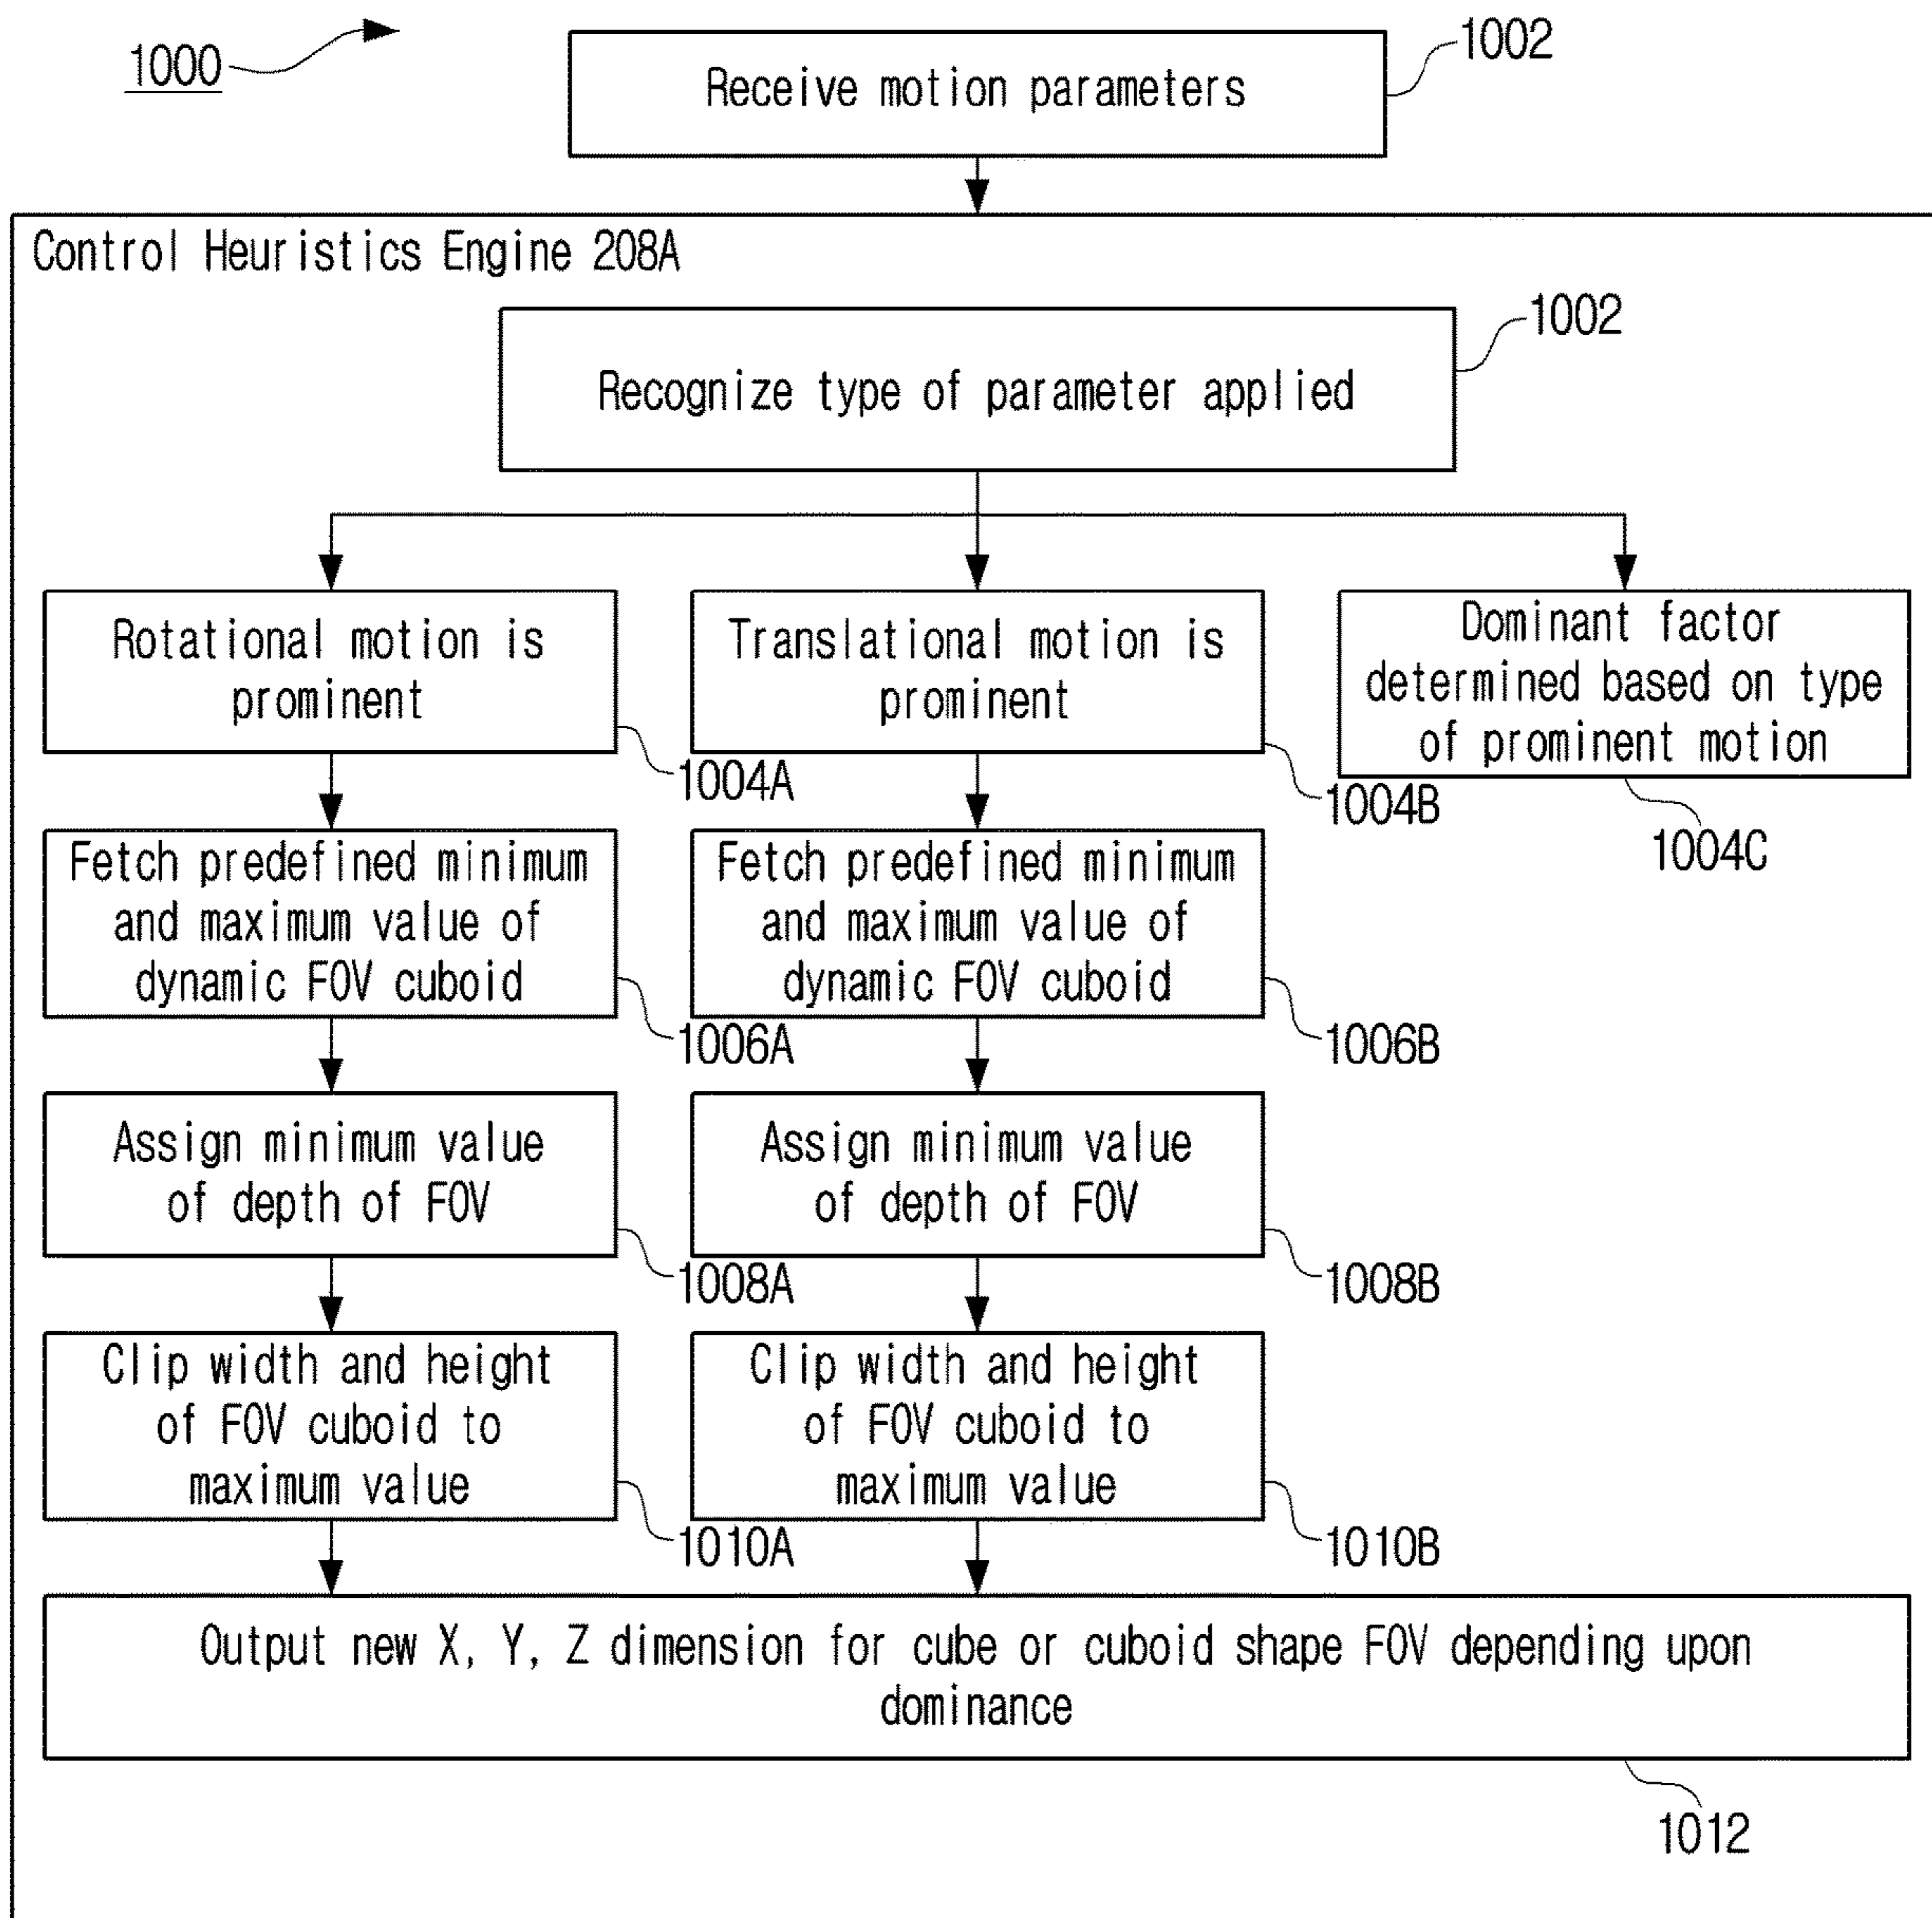 1000
Receive motion parameters
1002
Control Heuristics Engine 208A
1002
Recognize type of parameter applied
Rotational motion is
prominent
1004A
Translational motion is
prominent
1004B
Dominant factor
determined based on type
of prominent motion
1004C
Fetch predefined minimum
and maximum value of
dynamic FOV cuboid
1006A
Fetch predefined minimum
and maximum value of
dynamic FOV cuboid
1006B
Assign minimum value
of depth of FOV
1008A
Assign minimum value
of depth of FOV
1008B
Clip width and height
of FOV cuboid to
maximum value
1010A
Clip width and height
of FOV cuboid to
maximum value
1010B
Output new X, Y, Z dimension for cube or cuboid shape FOV depending upon
dominance
1012